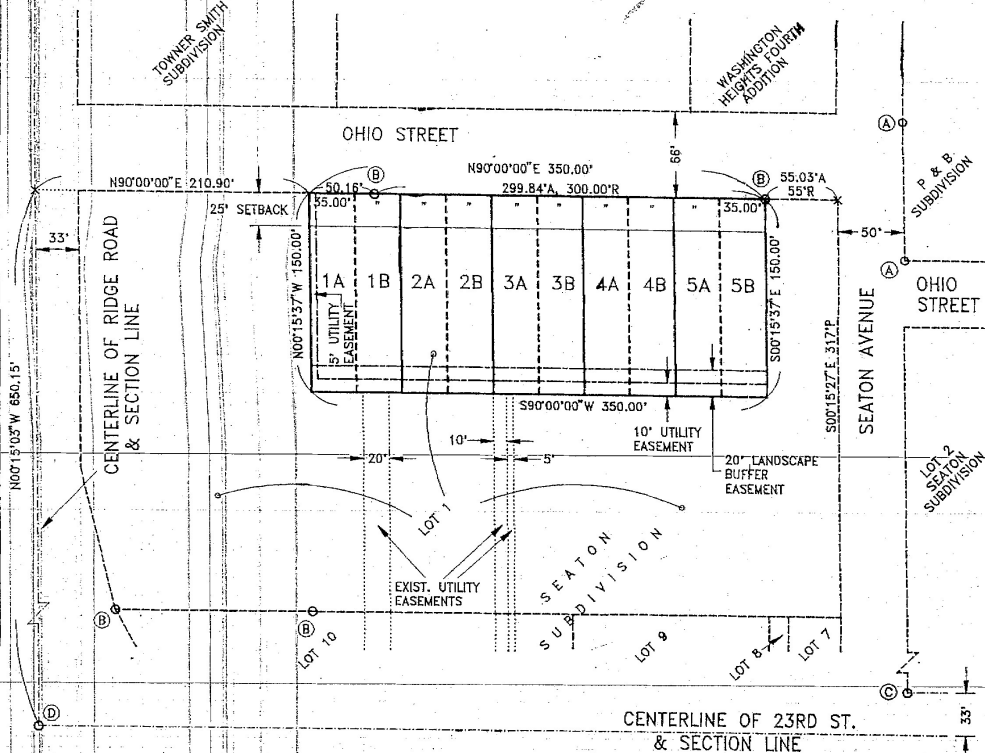 TOWNER SMITH
SUBDIVISION
WASHINGTON
HEIGHTS FOURTH
ADDITION
OHIO STREET
66'
P & B
SUBDIVISION
A
A
N90°00'00"E 350.00'
N90°00'00"E 210.90'
B
50.16'
299.84'A, 300.00'R
B
55.03'A
55'R
25' SETBACK
35.00'
"
"
"
"
"
"
"
"
35.00'
33'
50'
OHIO
STREET
CENTERLINE OF RIDGE ROAD
& SECTION LINE
N00°15'03"W 650.15'
N00°15'37"W 150.00'
1A
1B
2A
2B
3A
3B
4A
4B
5A
5B
5' UTILITY
EASEMENT
S00°15'37"E 150.00'
S00°15'27"E 317'P
SEATON AVENUE
S90°00'00"W 350.00'
10' UTILITY
EASEMENT
20' LANDSCAPE
BUFFER
EASEMENT
10'
20'
5'
LOT 1
LOT 2
SEATON
SUBDIVISION
EXIST. UTILITY
EASEMENTS
SEATON
SUBDIVISION
B
B
LOT 10
LOT 9
LOT 8
LOT 7
C
D
33'
CENTERLINE OF 23RD ST.
& SECTION LINE